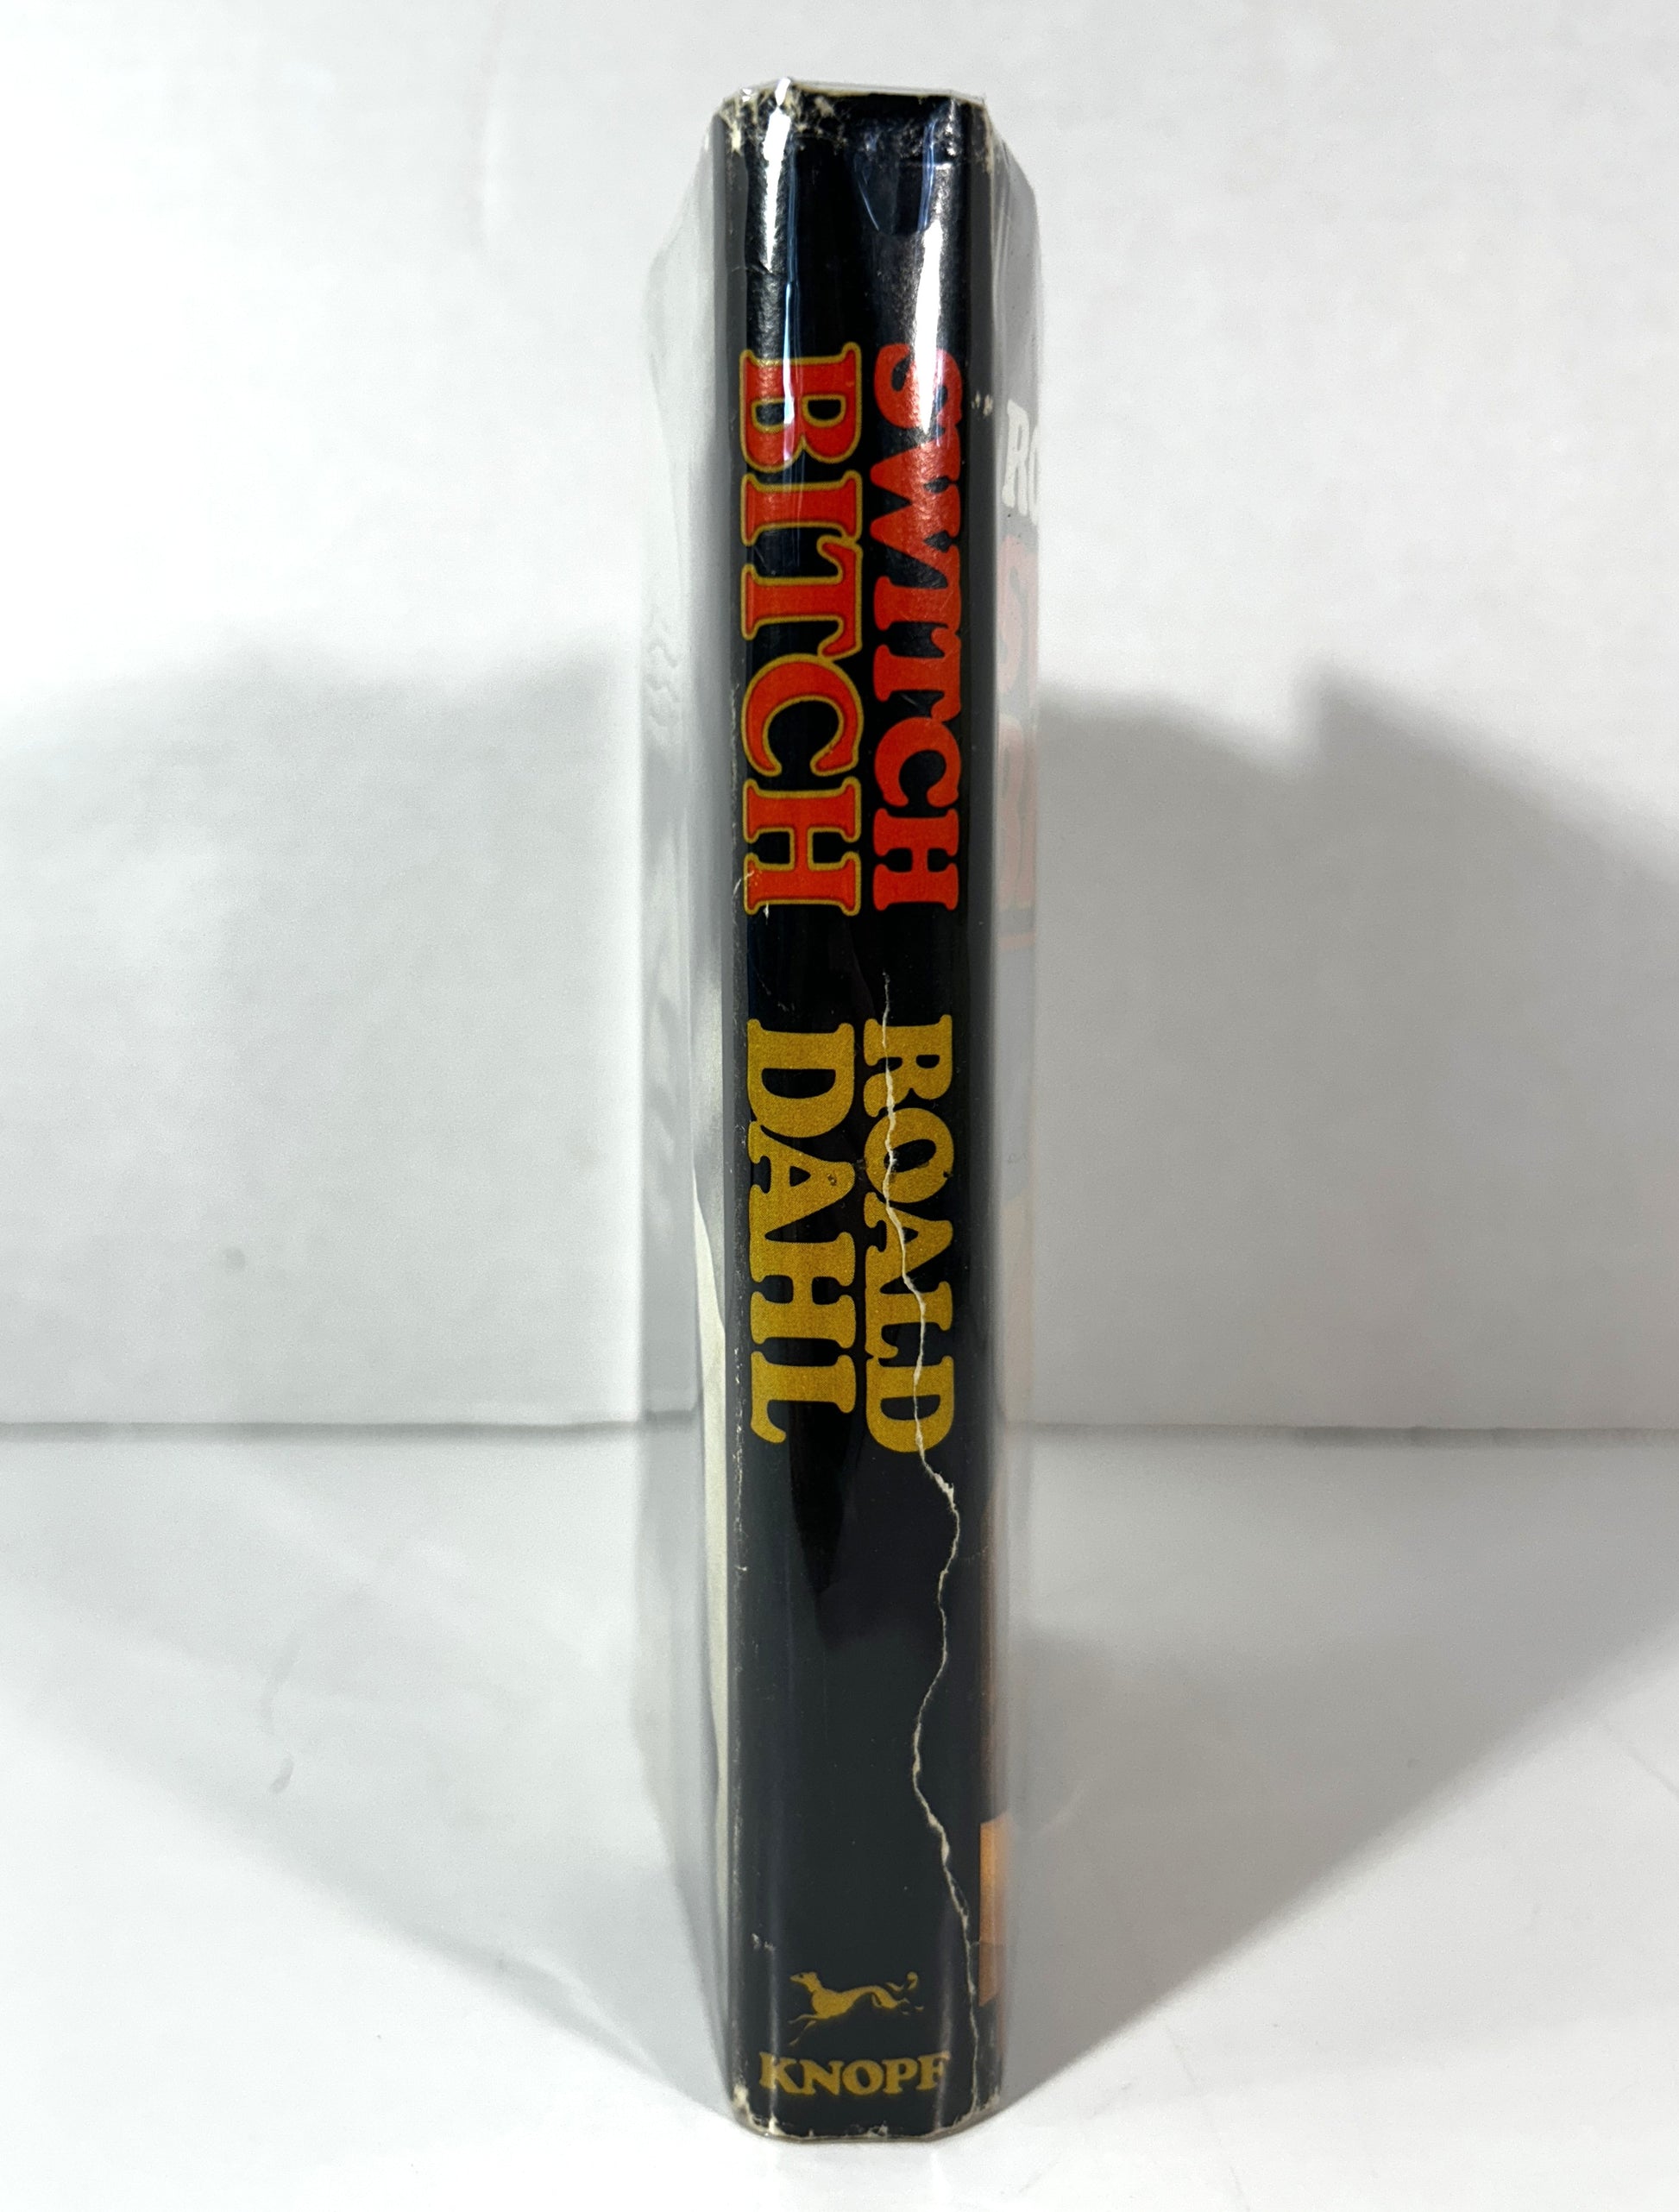 SWITCH
BITCH
ROALD
DAHL
KNOPF